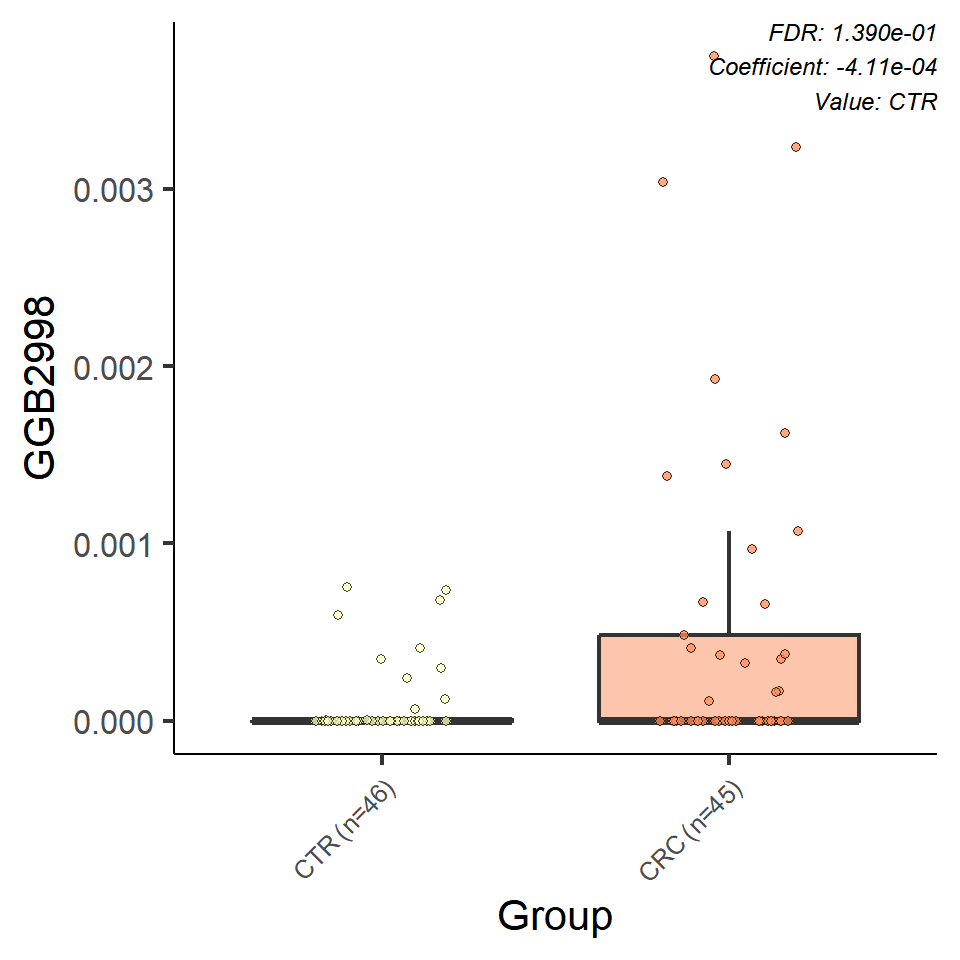 FDR: 1.390e-01
Coefficient: -4.11e-04
Value: CTR
GGB2998
0.003
0.002
0.001
0.000
CTR (n=46)
CRC (n=45)
Group